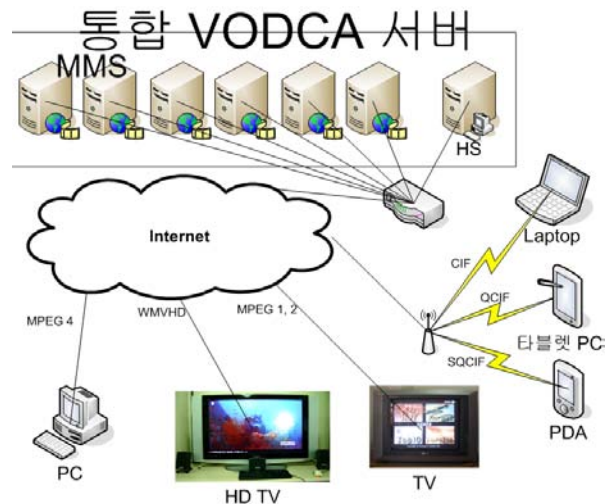 통합 VODCA 서버
MMS
HS
Internet
Laptop
CIF
QCIF
타블렛 PC
SQCIF
PDA
MPEG 4
WMVHD
MPEG 1, 2
PC
HD TV
TV